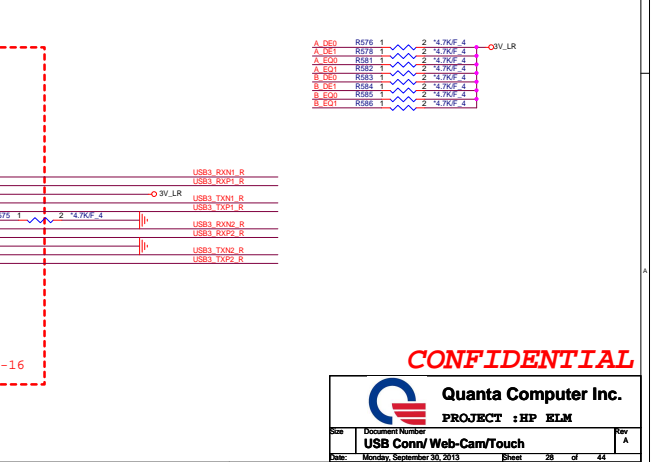 A_DE0 R576 1 2 *4.7K/F_4 3V_LR
A_DE1 R578 1 2 *4.7K/F_4
A_EQ0 R581 1 2 *4.7K/F_4
A_EQ1 R582 1 2 *4.7K/F_4
B_DE0 R583 1 2 *4.7K/F_4
B_DE1 R584 1 2 *4.7K/F_4
B_EQ0 R585 1 2 *4.7K/F_4
B_EQ1 R586 1 2 *4.7K/F_4
USB3_RXN1_R
USB3_RXP1_R
3V_LR
USB3_TXN1_R
USB3_TXP1_R
575 1 2 *4.7K/F_4
USB3_RXN2_R
USB3_RXP2_R
USB3_TXN2_R
USB3_TXP2_R
A
-16
CONFIDENTIAL
Quanta Computer Inc.
PROJECT :HP ELM
Size Document Number Rev
USB Conn/ Web-Cam/Touch A
Date: Monday, September 30, 2013 Sheet 28 of 44